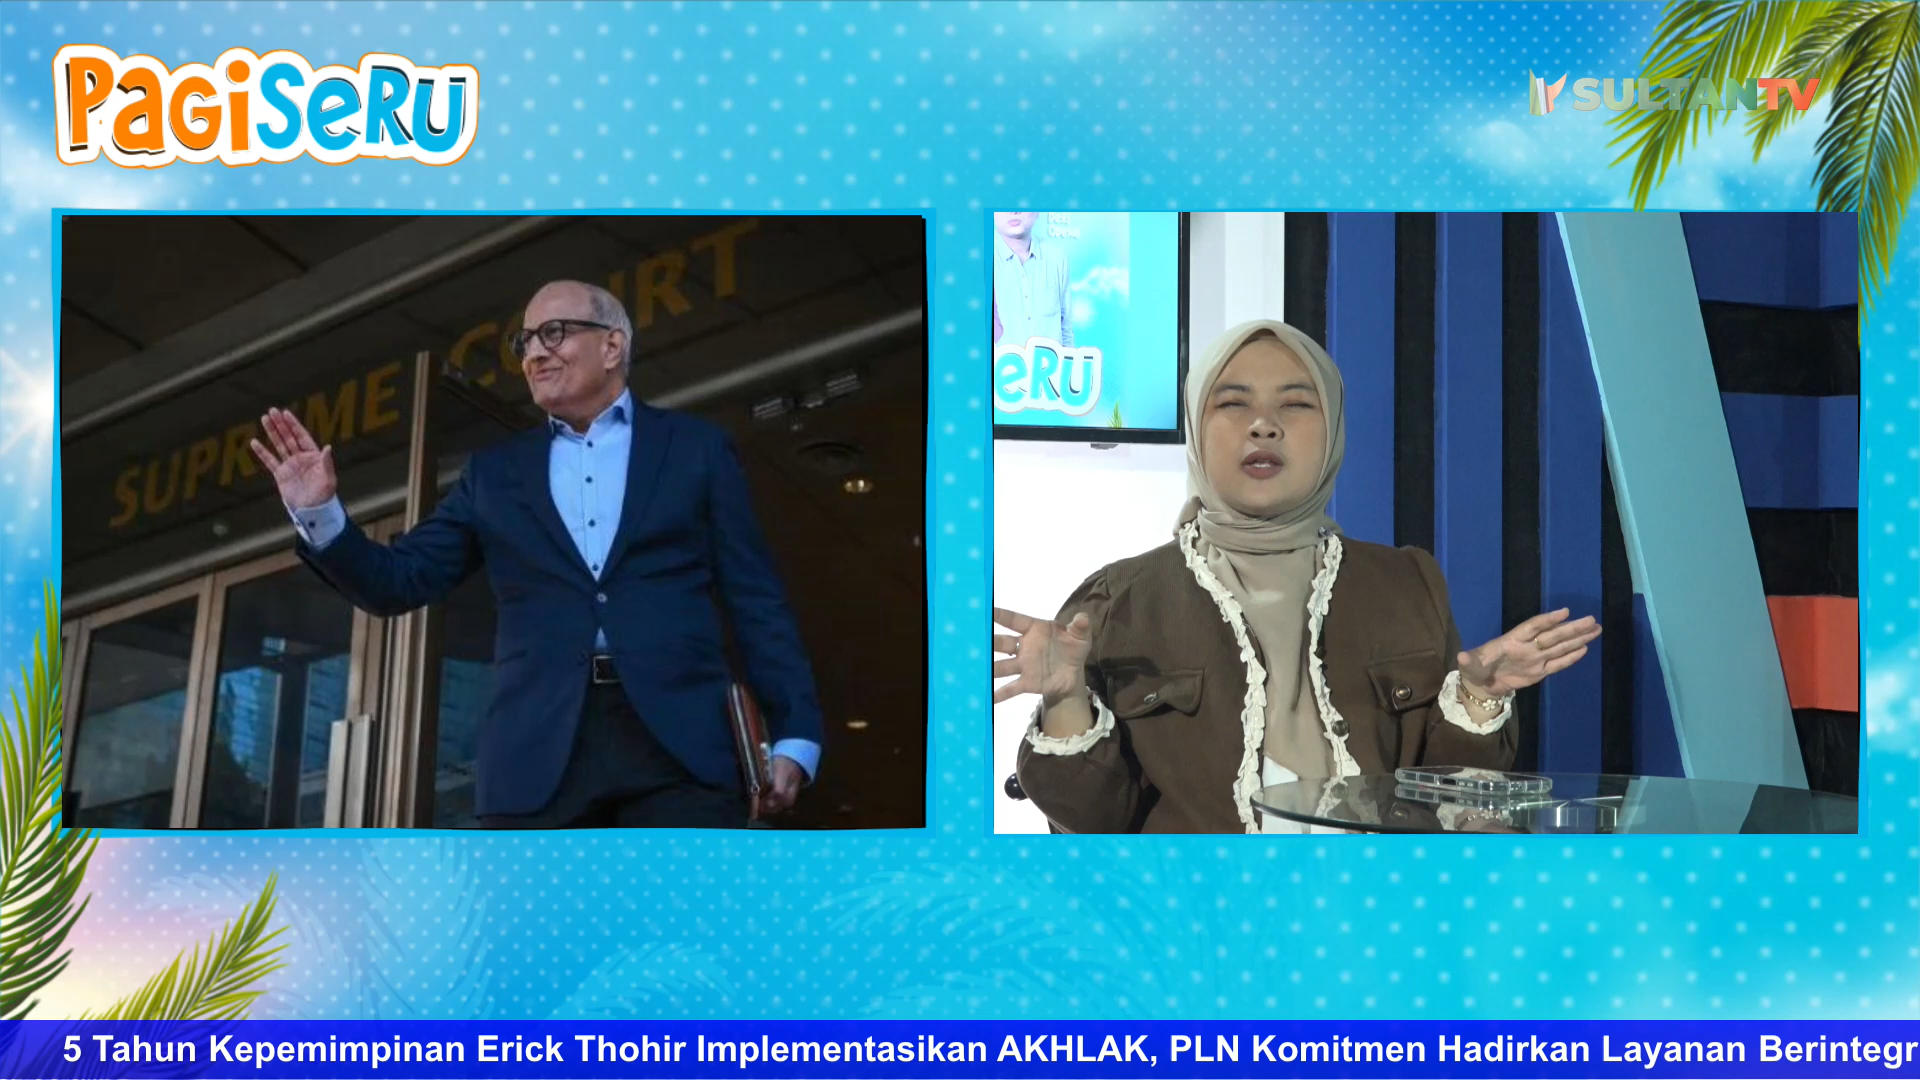 PAGiSeRU
SULTANTV
SUPREME COURT
eRU
5 Tahun Kepemimpinan Erick Thohir Implementasikan AKHLAK, PLN Komitmen Hadirkan Layanan Berintegr